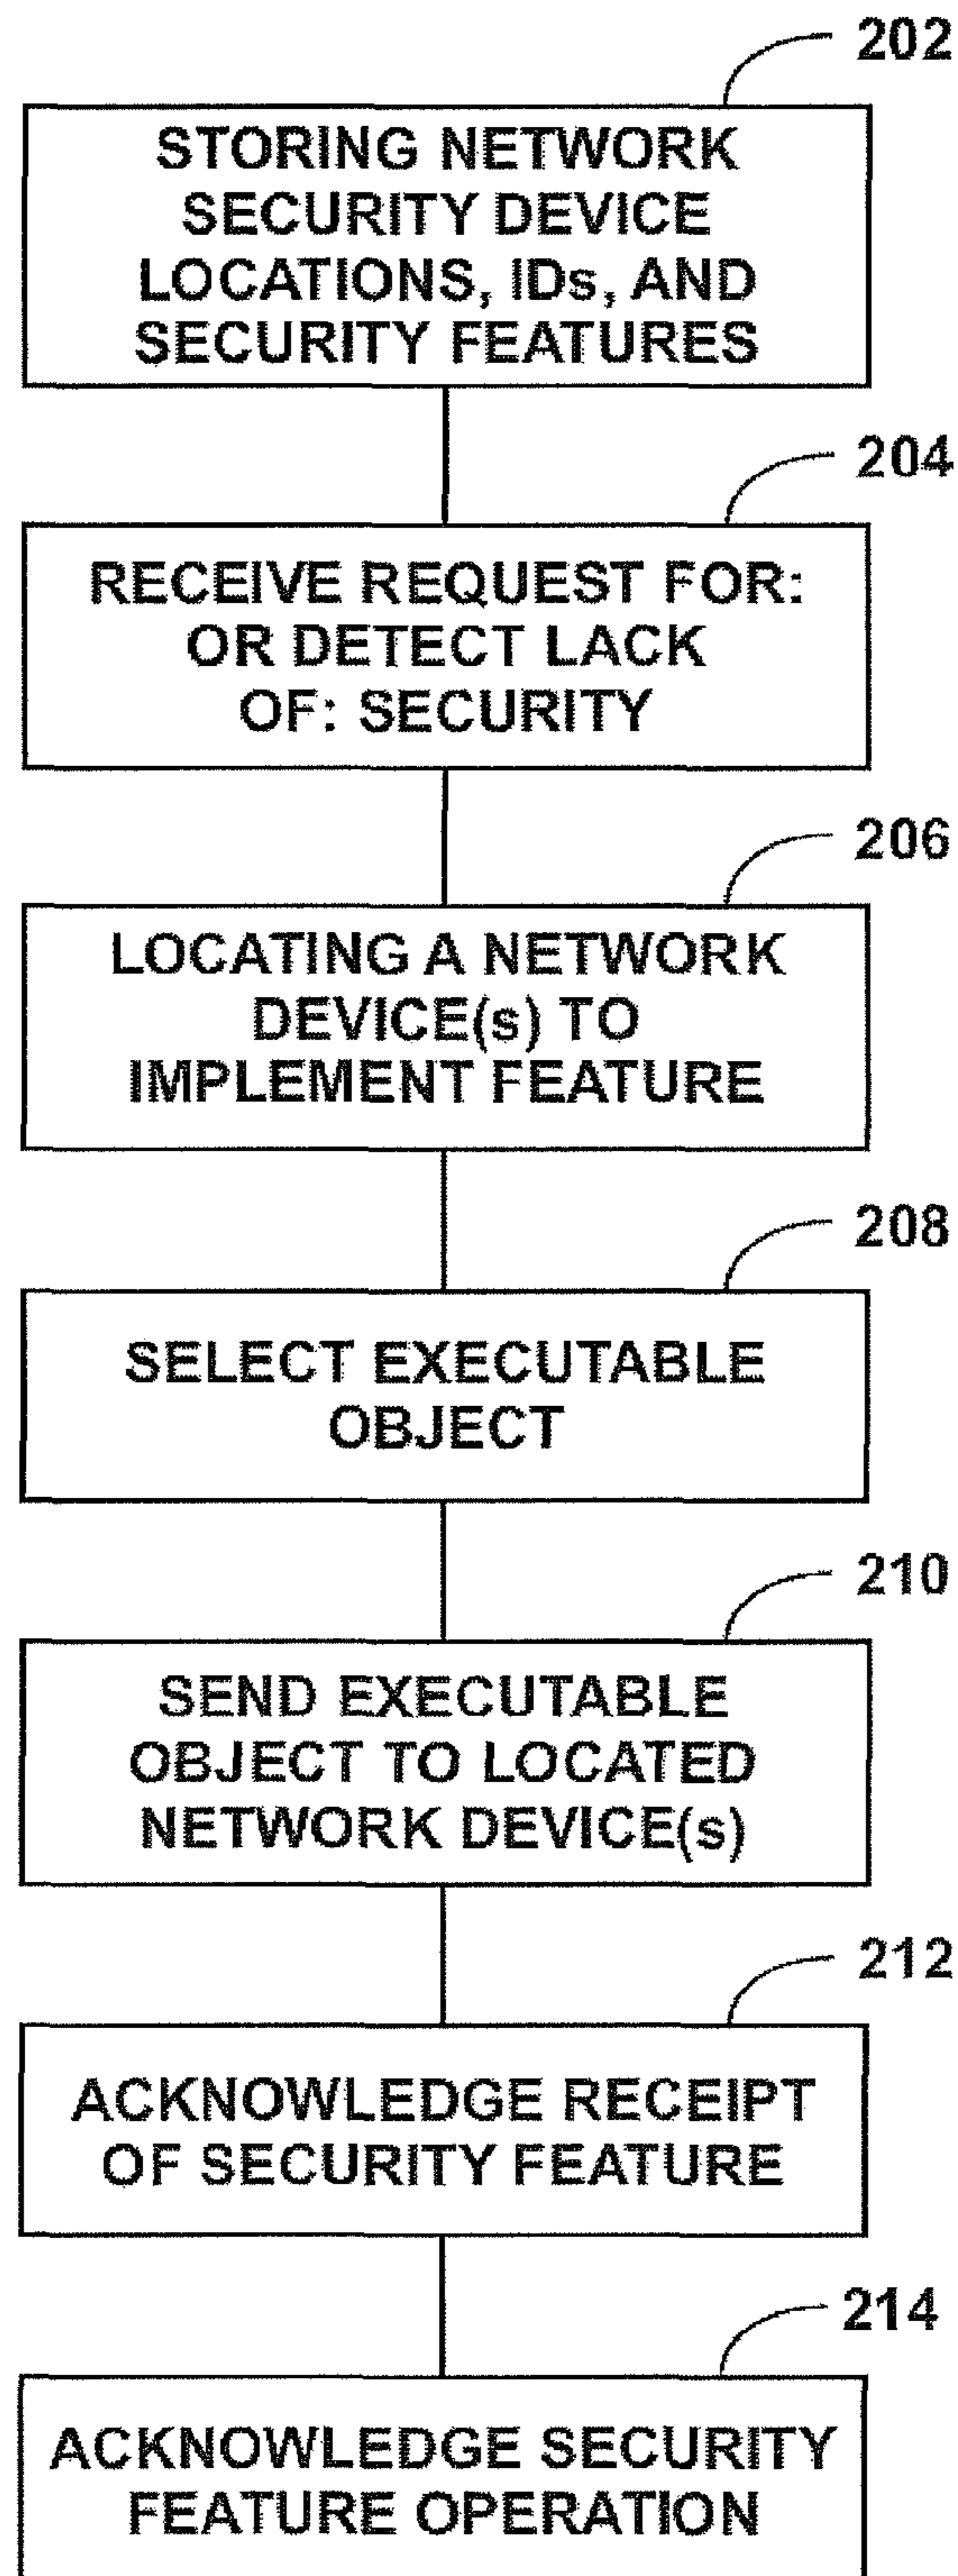 202
STORING NETWORK
SECURITY DEVICE
LOCATIONS, IDs, AND
SECURITY FEATURES
204
RECEIVE REQUEST FOR:
OR DETECT LACK
OF: SECURITY
206
LOCATING A NETWORK
DEVICE(s) TO
IMPLEMENT FEATURE
208
SELECT EXECUTABLE
OBJECT
210
SEND EXECUTABLE
OBJECT TO LOCATED
NETWORK DEVICE(s)
212
ACKNOWLEDGE RECEIPT
OF SECURITY FEATURE
214
ACKNOWLEDGE SECURITY
FEATURE OPERATION